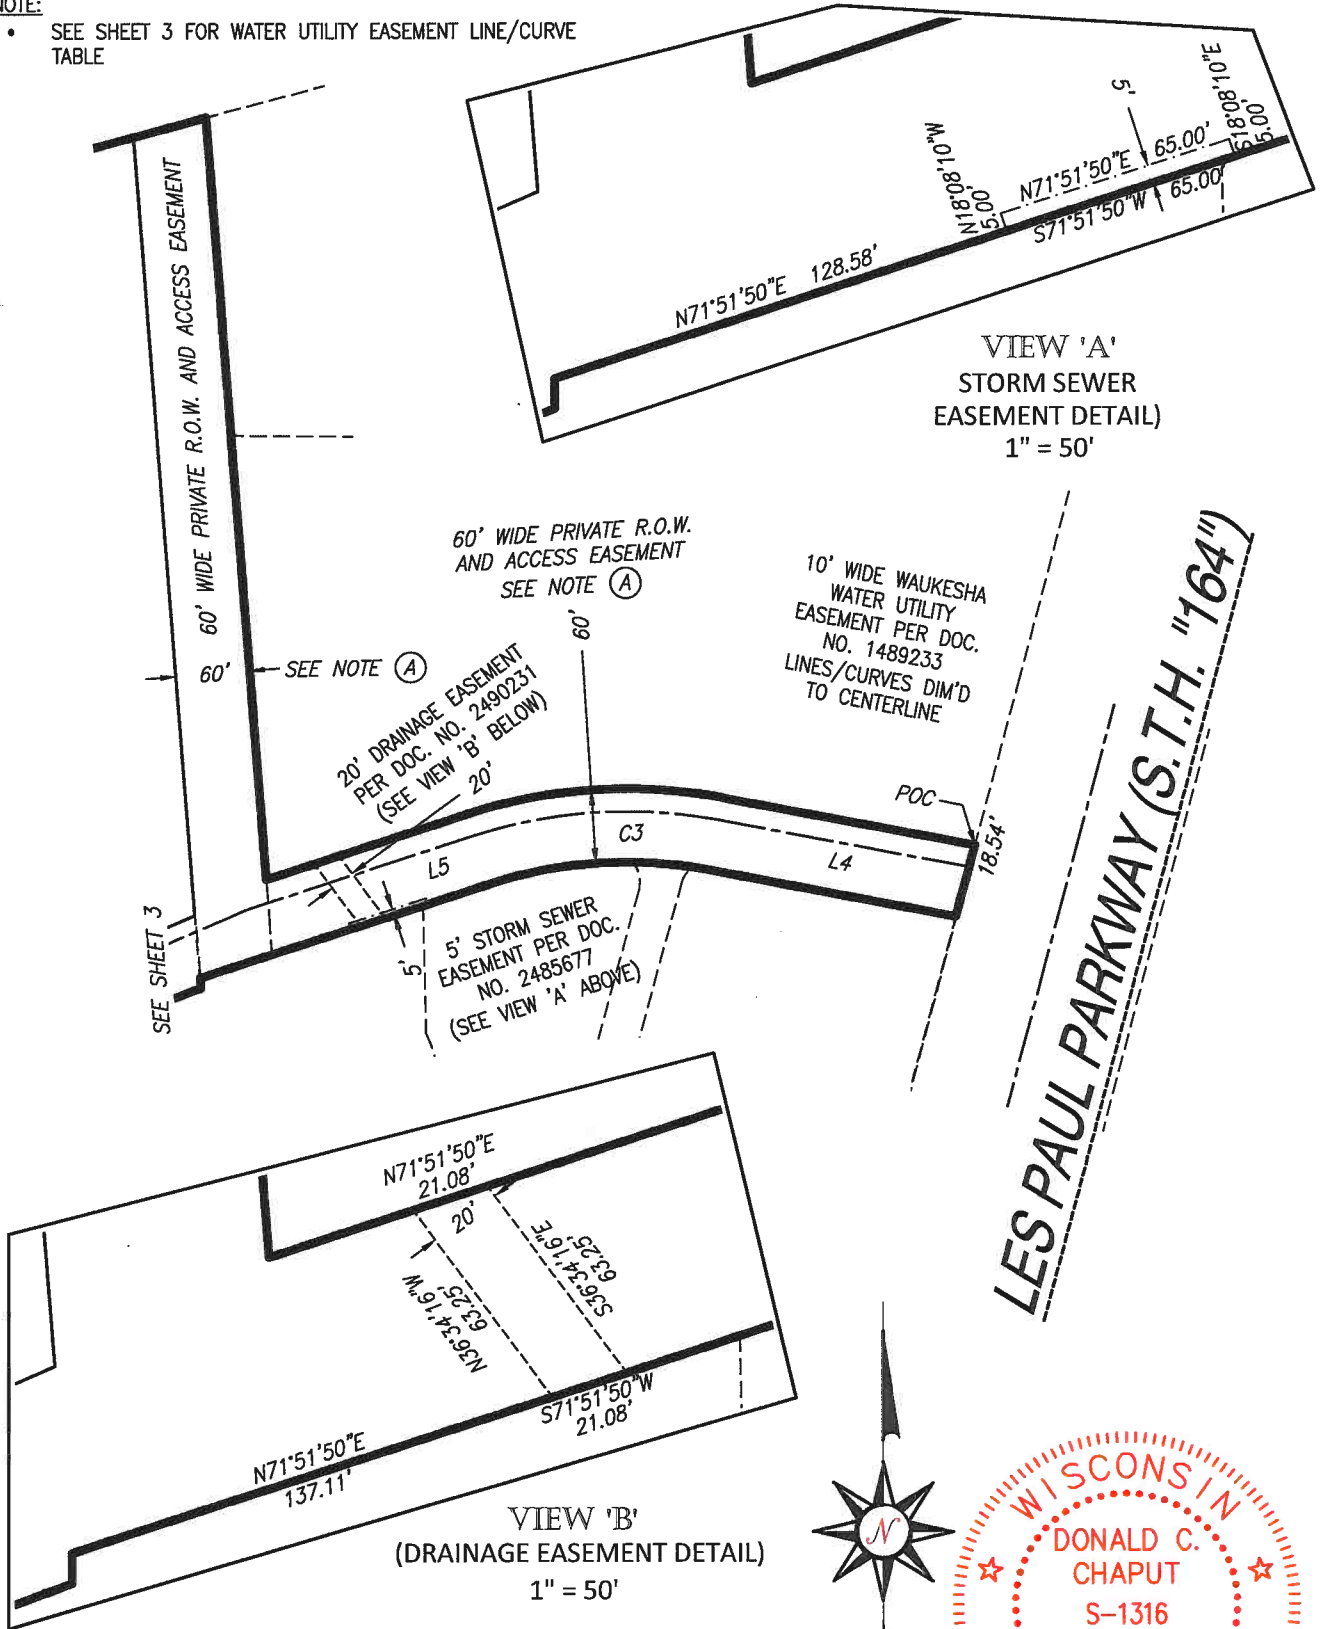 NOTE:
• SEE SHEET 3 FOR WATER UTILITY EASEMENT LINE/CURVE
TABLE
5'
N18°08'10"W
5.00'
N71°51'50"E 65.00'
S18°08'10"E
5.00'
S71°51'50"W 65.00'
N71°51'50"E 128.58'
VIEW 'A'
STORM SEWER
EASEMENT DETAIL)
1" = 50'
60' WIDE PRIVATE R.O.W. AND ACCESS EASEMENT
60'
SEE NOTE A
60' WIDE PRIVATE R.O.W.
AND ACCESS EASEMENT
SEE NOTE A
60'
10' WIDE WAUKESHA
WATER UTILITY
EASEMENT PER DOC.
NO. 1489233
LINES/CURVES DIM'D
TO CENTERLINE
20' DRAINAGE EASEMENT
PER DOC. NO. 2490231
(SEE VIEW 'B' BELOW)
20'
POC
18.54'
C3
L4
L5
5'
5' STORM SEWER
EASEMENT PER DOC.
NO. 2485677
(SEE VIEW 'A' ABOVE)
SEE SHEET 3
LES PAUL PARKWAY (S.T.H. "164")
N71°51'50"E
21.08'
20'
N36°34'16"W
63.25'
S36°34'16"E
63.25'
S71°51'50"W
21.08'
N71°51'50"E
137.11'
VIEW 'B'
(DRAINAGE EASEMENT DETAIL)
1" = 50'
N
WISCONSIN
DONALD C.
CHAPUT
S-1316